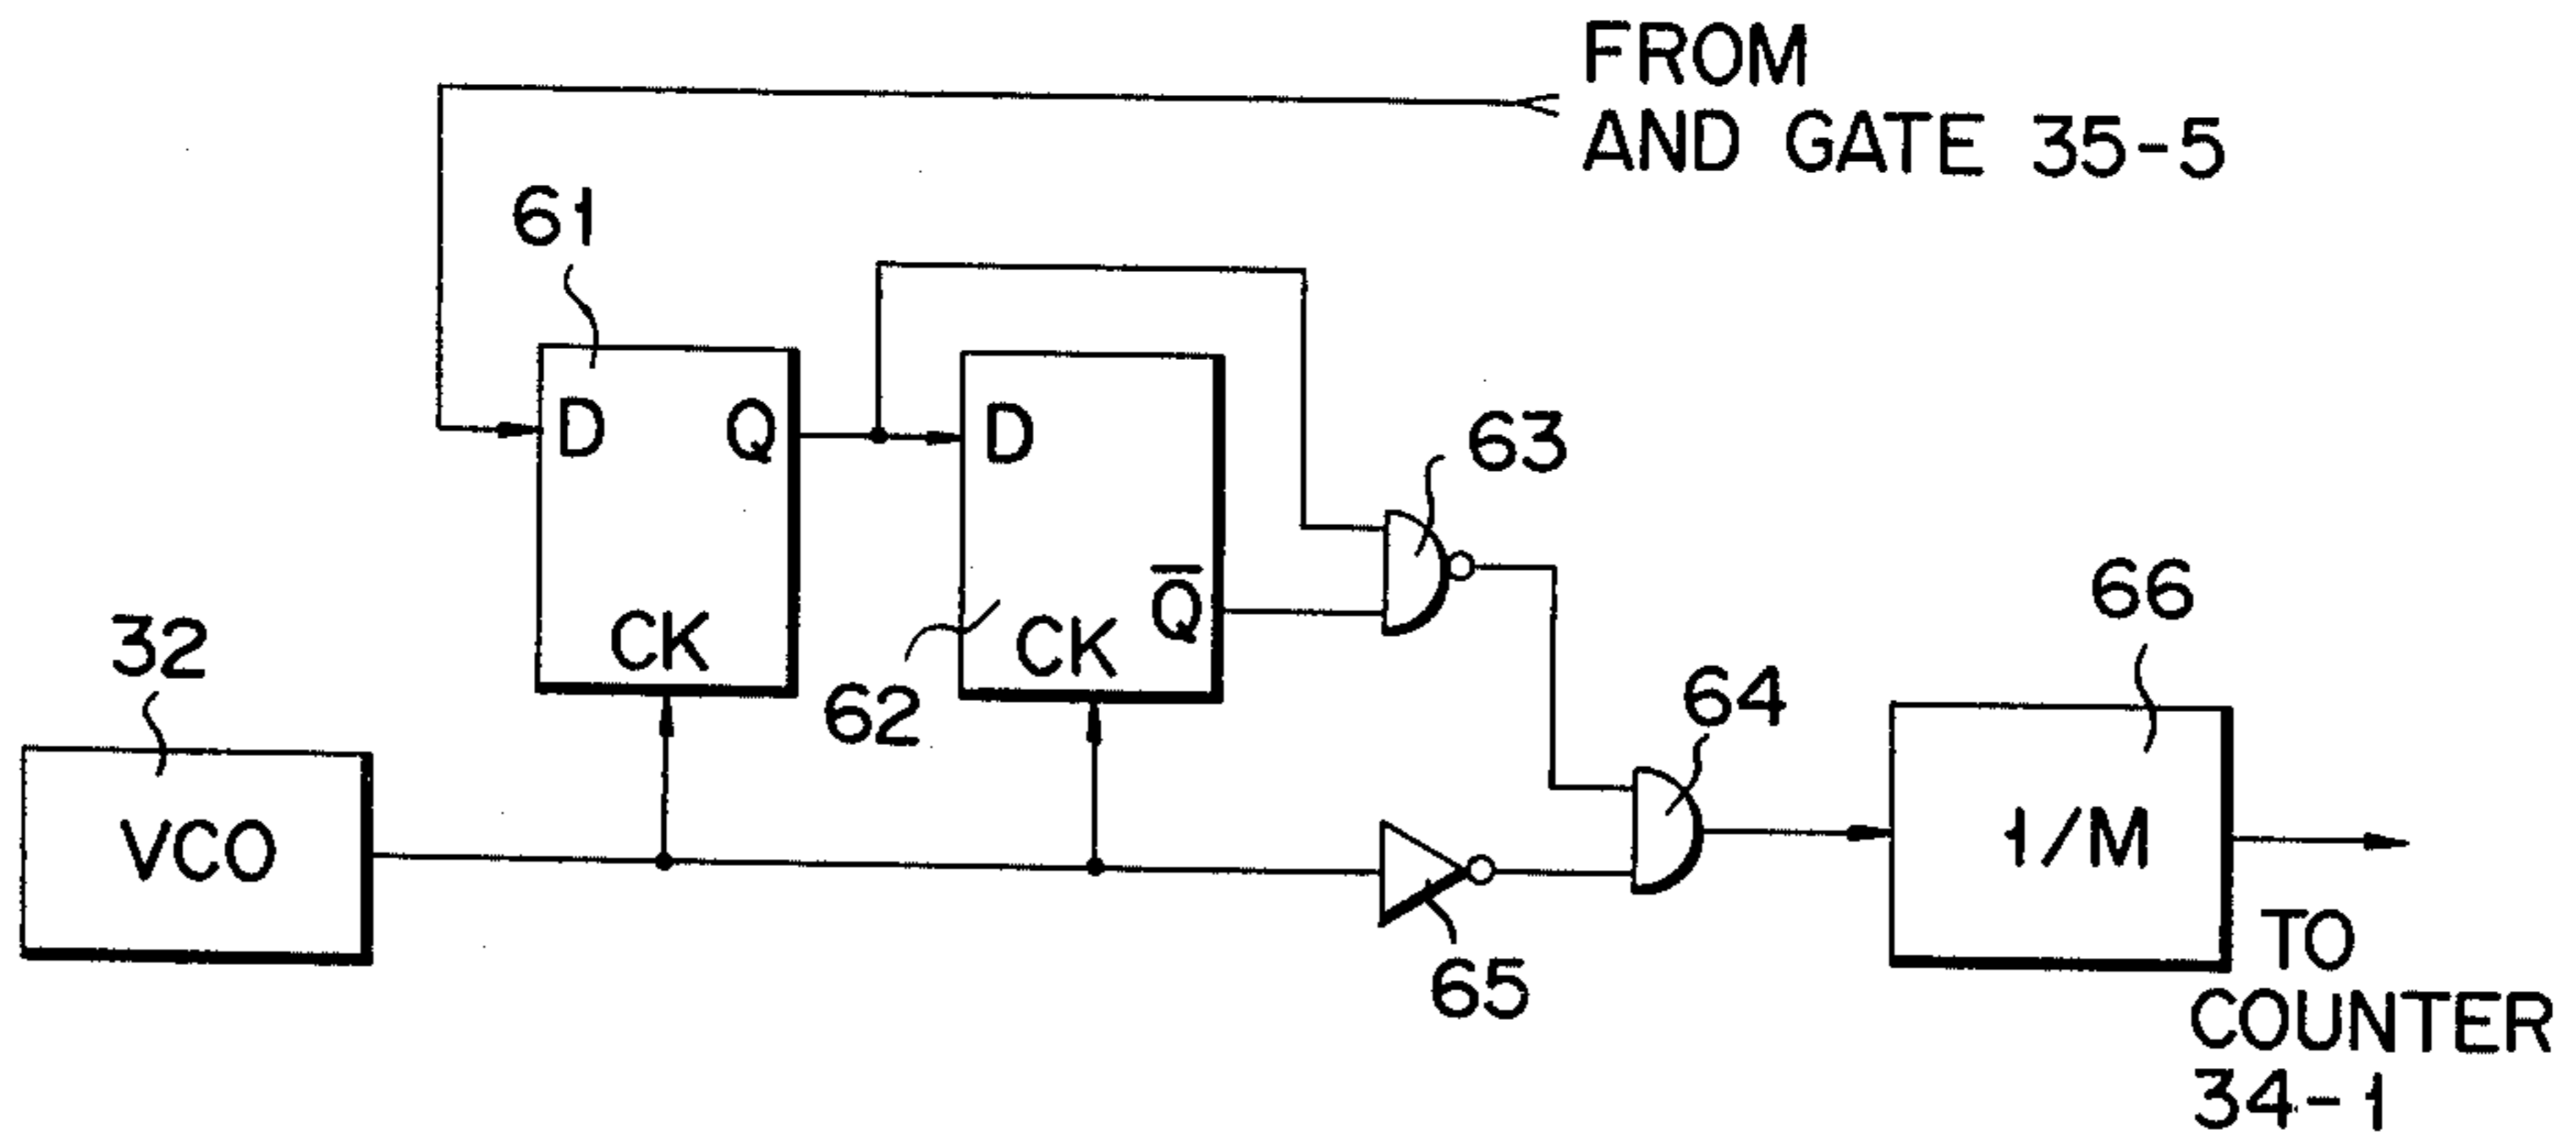 FROM
AND GATE 35-5
61
D Q
CK
D
Q̅
CK
62
63
32
VCO
64
65
66
1/M
TO
COUNTER
34-1